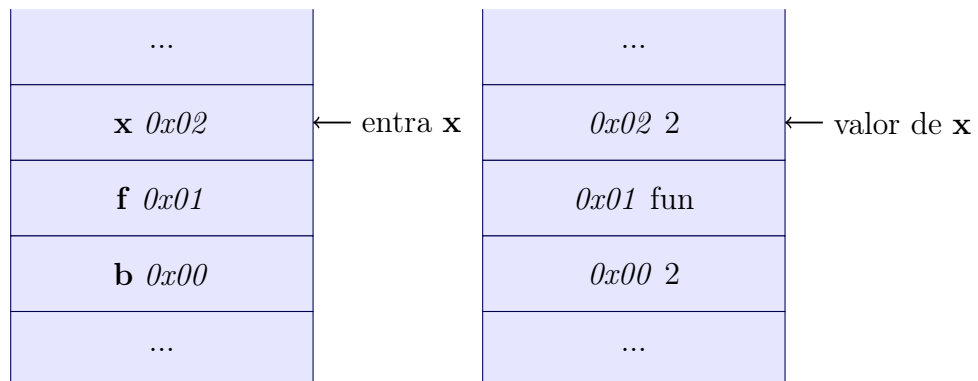 ...
x 0x02
entra x
f 0x01
b 0x00
...
...
0x02 2
valor de x
0x01 fun
0x00 2
...